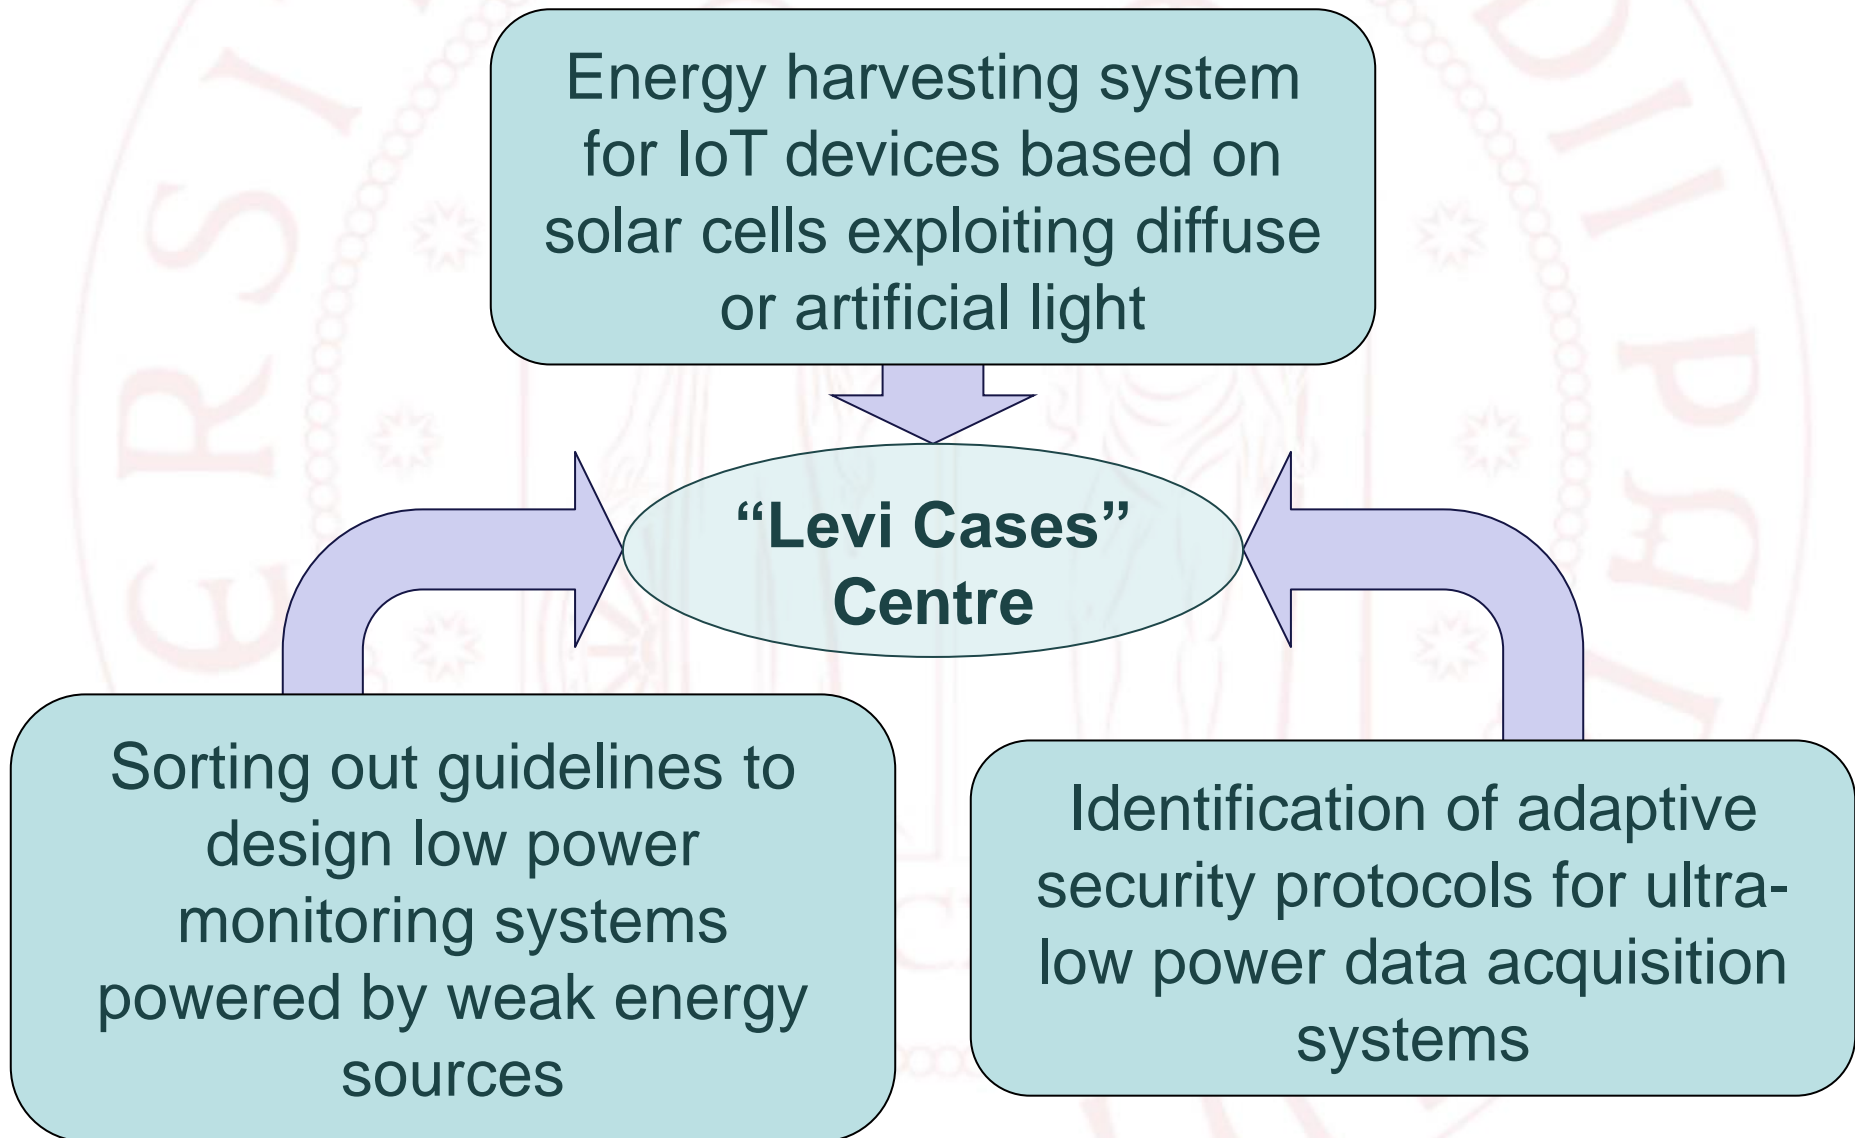 Energy harvesting system
for IoT devices based on
solar cells exploiting diffuse
or artificial light
“Levi Cases”
Centre
Sorting out guidelines to
design low power
monitoring systems
powered by weak energy
sources
Identification of adaptive
security protocols for ultra-
low power data acquisition
systems